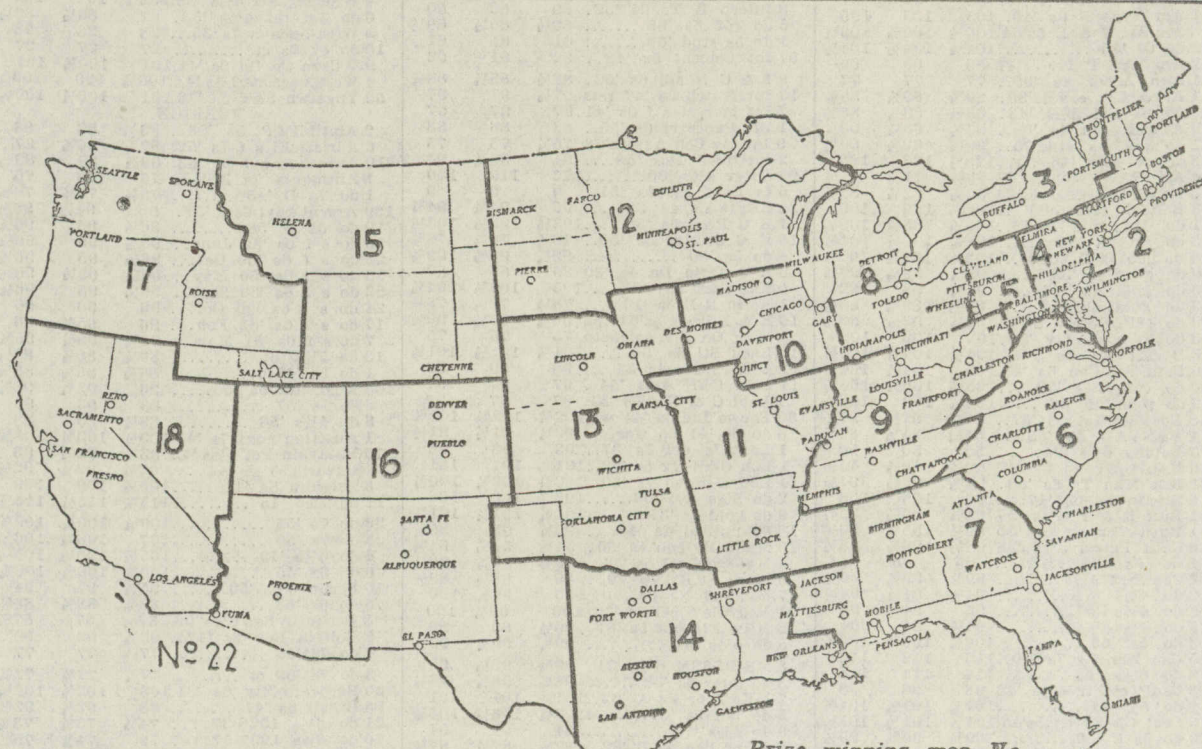 1
MONTPELIER
PORTLAND
PORTSMOUTH
BOSTON
3
HARTFORD
PROVIDENCE
BUFFALO
ELMIRA
4
NEW YORK
NEWARK
2
PHILADELPHIA
SEATTLE
SPOKANE
HELENA
15
BISMARCK
FARGO
12
DULUTH
MINNEAPOLIS
ST. PAUL
PORTLAND
17
BOISE
PIERRE
MILWAUKEE
MADISON
DETROIT
8
CLEVELAND
PITTSBURGH
5
BALTIMORE
WILMINGTON
CHICAGO
GARY
TOLEDO
WHEELING
WASHINGTON
DES MOINES
DAVENPORT
10
INDIANAPOLIS
CINCINNATI
SALT LAKE CITY
CHEYENNE
LINCOLN
OMAHA
QUINCY
CHARLESTON
RICHMOND
NORFOLK
RENO
SACRAMENTO
18
SAN FRANCISCO
FRESNO
DENVER
PUEBLO
16
13
KANSAS CITY
WICHITA
ST. LOUIS
11
EVANSVILLE
LOUISVILLE
FRANKFORT
9
PADUCAH
NASHVILLE
ROANOKE
RALEIGH
6
CHARLOTTE
CHATTANOOGA
COLUMBIA
TULSA
OKLAHOMA CITY
MEMPHIS
LITTLE ROCK
SANTA FE
ALBUQUERQUE
BIRMINGHAM
ATLANTA
7
CHARLESTON
SAVANNAH
MONTGOMERY
WAYCROSS
JACKSONVILLE
LOS ANGELES
PHOENIX
YUMA
DALLAS
FORT WORTH
SHREVEPORT
JACKSON
HATTIESBURG
MOBILE
PENSACOLA
NEW ORLEANS
EL PASO
14
AUSTIN
HOUSTON
SAN ANTONIO
GALVESTON
TAMPA
MIAMI
Nº 22
Prize winning map No